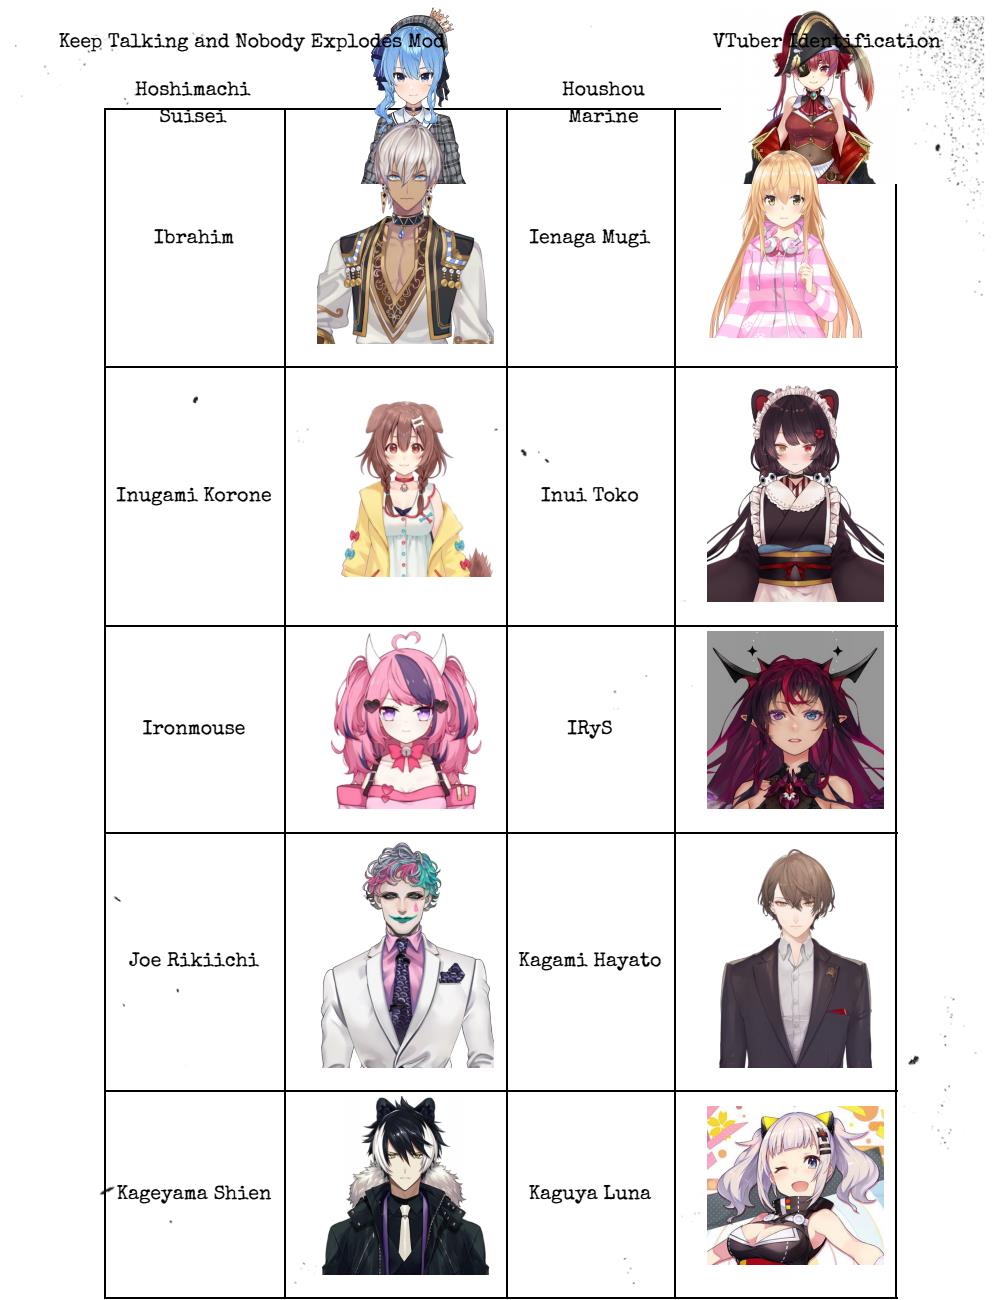 Keep Talking and Nobody Explodes Mod
VTuber Identification
Hoshimachi
Suisei
Houshou
Marine
Ibrahim
Ienaga Mugi
Inugami Korone
Inui Toko
Ironmouse
IRyS
Joe Rikiichi
Kagami Hayato
Kageyama Shien
Kaguya Luna